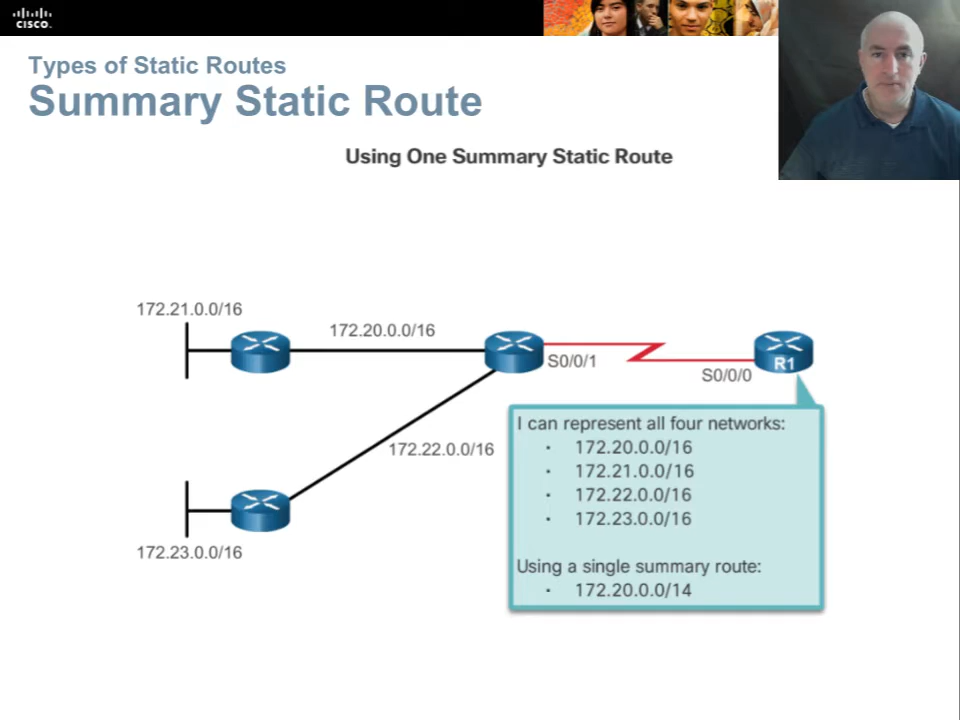 CISCO.
Types of Static Routes
Summary Static Route
Using One Summary Static Route
172.21.0.0/16
172.20.0.0/16
S0/0/1
S0/0/0
R1
172.22.0.0/16
172.23.0.0/16
I can represent all four networks:
· 172.20.0.0/16
· 172.21.0.0/16
· 172.22.0.0/16
· 172.23.0.0/16
Using a single summary route:
· 172.20.0.0/14